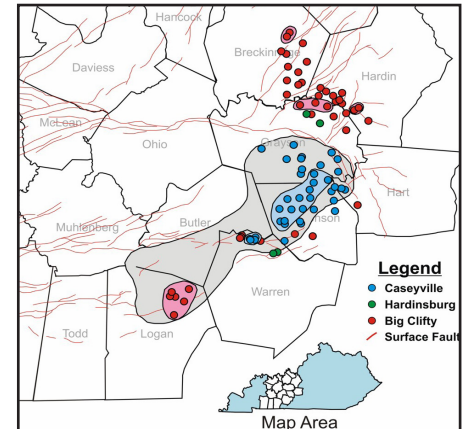 Hancock
Breckinridge
Daviess
Hardin
McLean
Ohio
Grayson
Hart
Muhlenberg
Butler
nson
Warren
Legend
Caseyville
Hardinsburg
Big Clifty
Surface Fault
Todd
Logan
Map Area